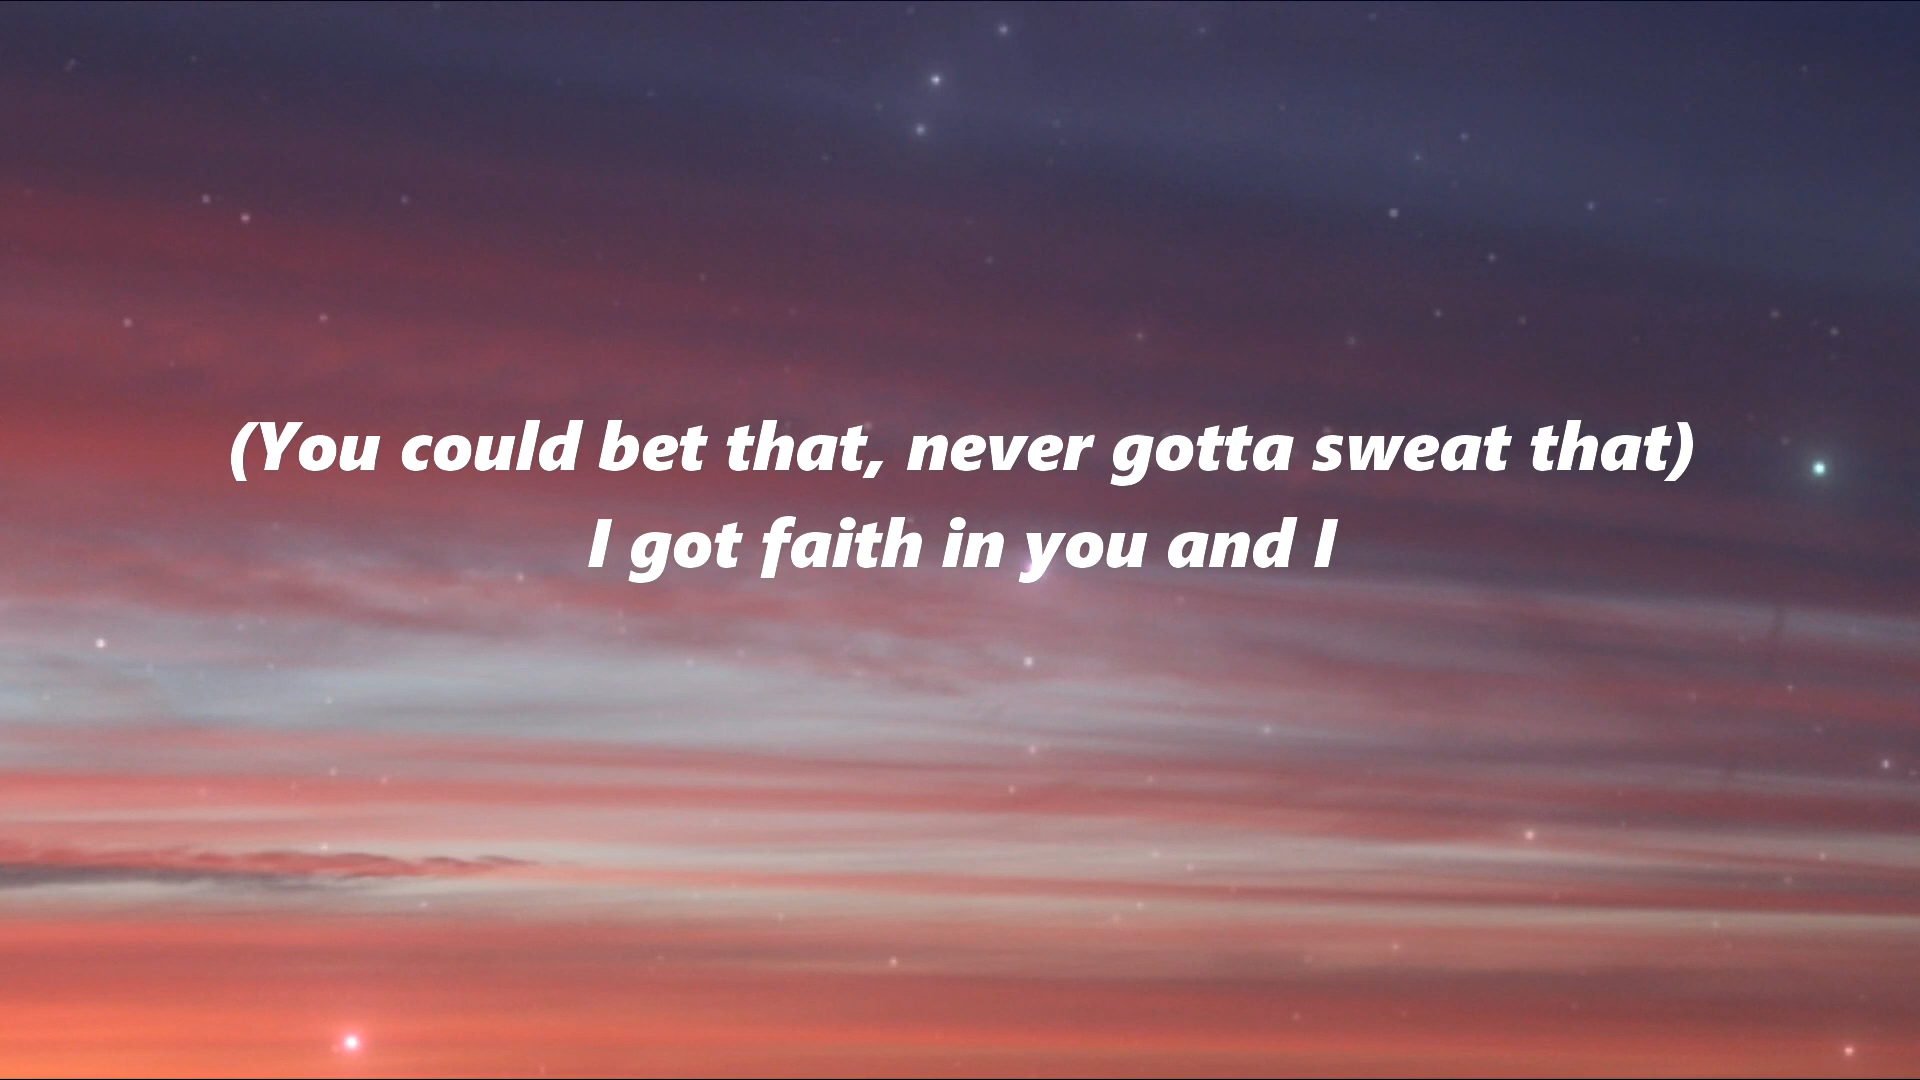 (You could bet that, never gotta sweat that)
I got faith in you and I